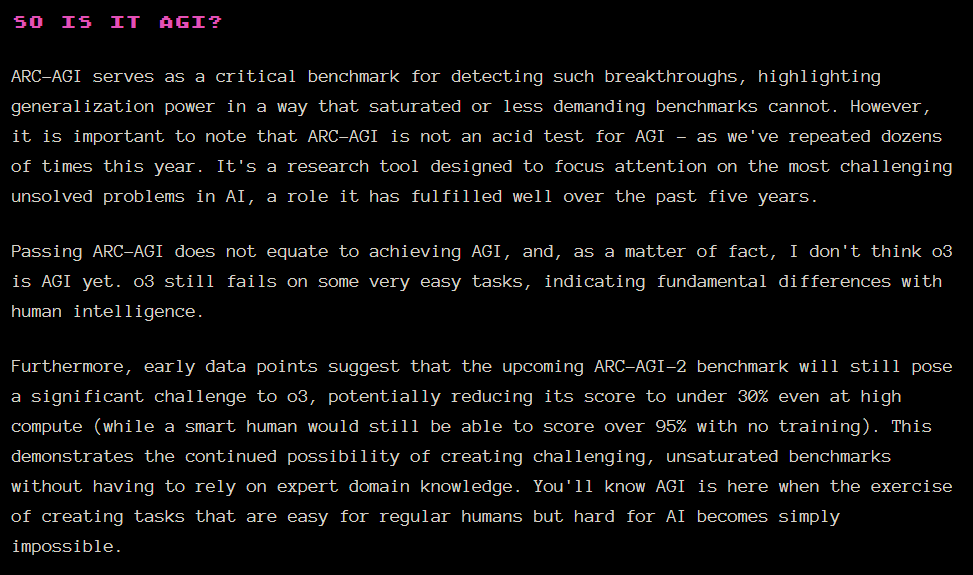 SO IS IT AGI?
ARC-AGI serves as a critical benchmark for detecting such breakthroughs, highlighting
generalization power in a way that saturated or less demanding benchmarks cannot. However,
it is important to note that ARC-AGI is not an acid test for AGI – as we've repeated dozens
of times this year. It's a research tool designed to focus attention on the most challenging
unsolved problems in AI, a role it has fulfilled well over the past five years.
Passing ARC-AGI does not equate to achieving AGI, and, as a matter of fact, I don't think o3
is AGI yet. o3 still fails on some very easy tasks, indicating fundamental differences with
human intelligence.
Furthermore, early data points suggest that the upcoming ARC-AGI-2 benchmark will still pose
a significant challenge to o3, potentially reducing its score to under 30% even at high
compute (while a smart human would still be able to score over 95% with no training). This
demonstrates the continued possibility of creating challenging, unsaturated benchmarks
without having to rely on expert domain knowledge. You'll know AGI is here when the exercise
of creating tasks that are easy for regular humans but hard for AI becomes simply
impossible.